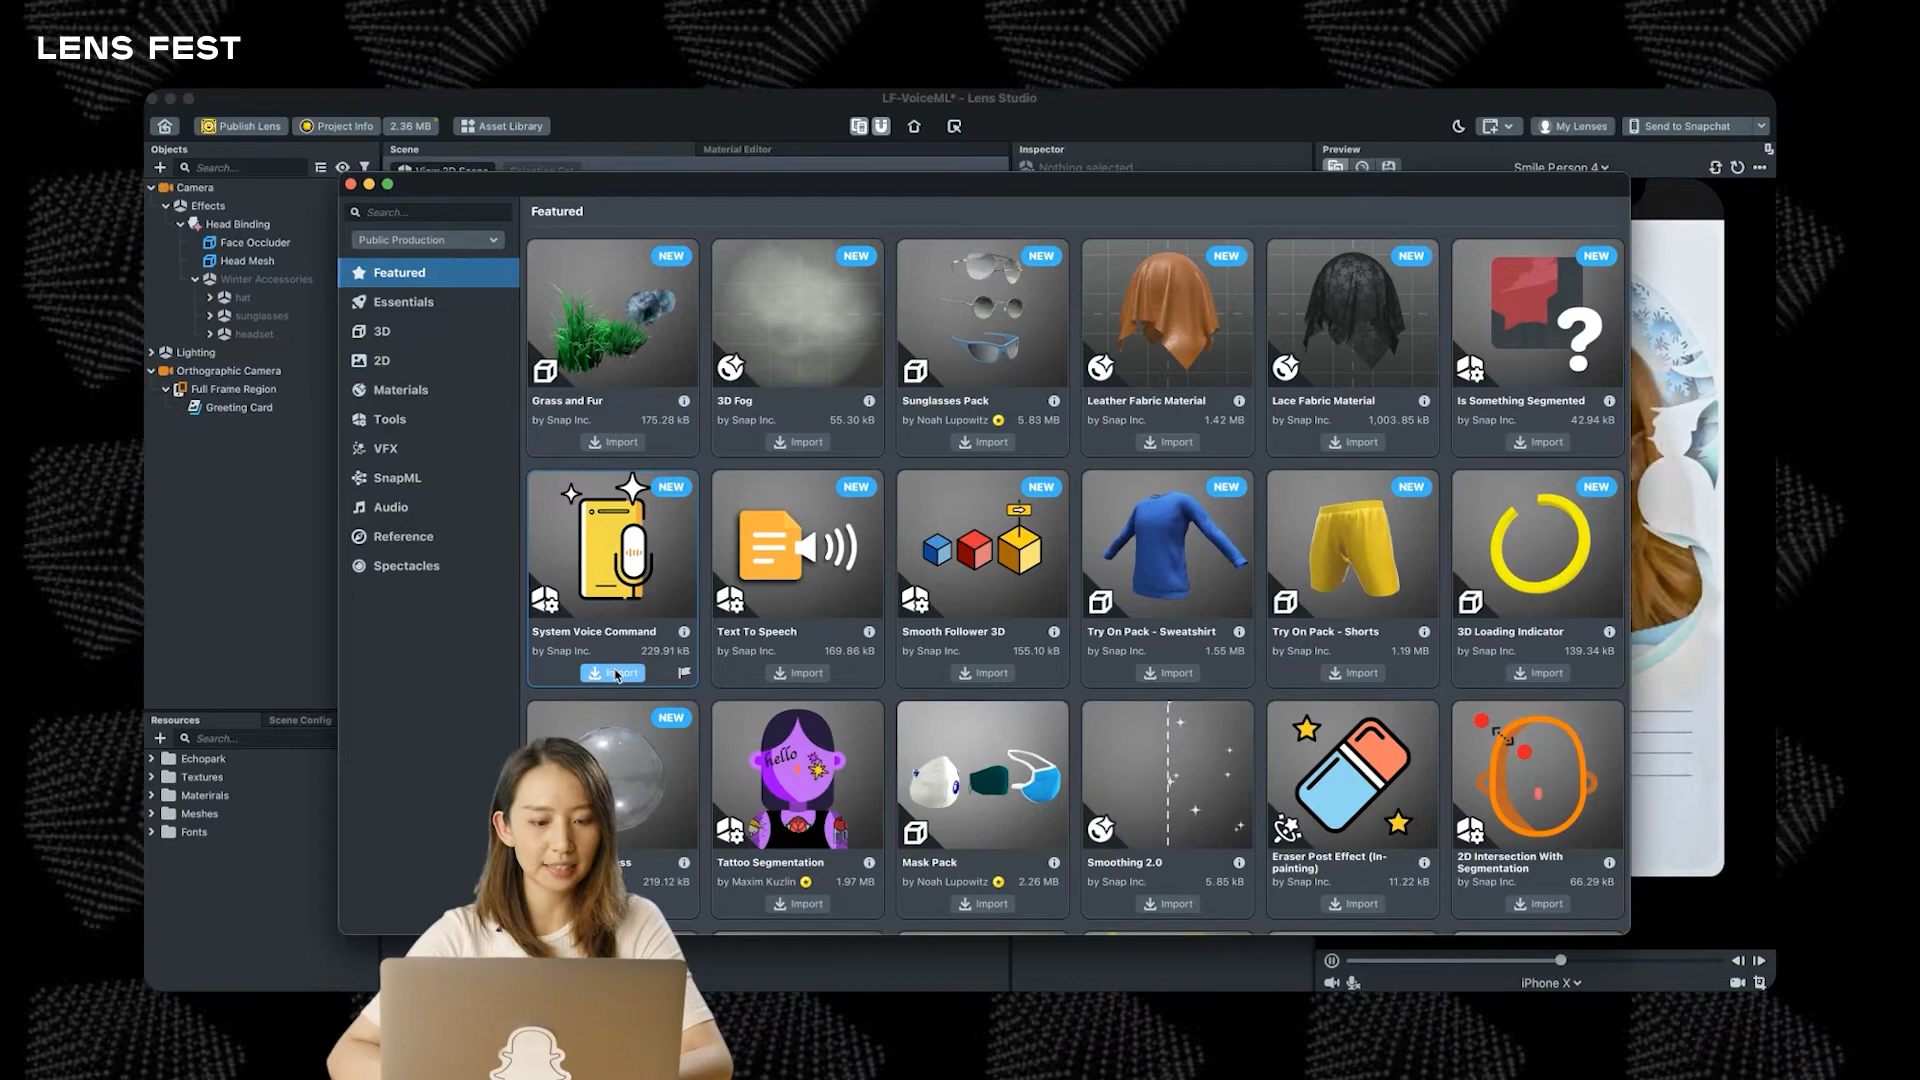 LENS FEST
LF-VoiceML* - Lens Studio
Publish Lens
Project Info
2.36 MB
Asset Library
My Lenses
Send to Snapchat
Objects
Scene
Material Editor
Inspector
Preview
Search...
Nothing selected
Smile Person 4
Camera
Effects
Head Binding
Face Occluder
Head Mesh
Winter Accessories
hat
sunglasses
headset
Lighting
Orthographic Camera
Full Frame Region
Greeting Card
Resources
Scene Config
Search...
Echopark
Textures
Materirals
Meshes
Fonts
Search...
Public Production
Featured
Essentials
3D
2D
Materials
Tools
VFX
SnapML
Audio
Reference
Spectacles
Featured
NEW NEW NEW NEW NEW NEW
Grass and Fur
by Snap Inc. 175.28 kB
Import
3D Fog
by Snap Inc. 55.30 kB
Import
Sunglasses Pack
by Noah Lupowitz 5.83 MB
Import
Leather Fabric Material
by Snap Inc. 1.42 MB
Import
Lace Fabric Material
by Snap Inc. 1,003.85 kB
Import
Is Something Segmented
by Snap Inc. 42.94 kB
Import
NEW NEW NEW NEW NEW NEW
System Voice Command
by Snap Inc. 229.91 kB
Import
Text To Speech
by Snap Inc. 169.86 kB
Import
Smooth Follower 3D
by Snap Inc. 155.10 kB
Import
Try On Pack - Sweatshirt
by Snap Inc. 1.55 MB
Import
Try On Pack - Shorts
by Snap Inc. 1.19 MB
Import
3D Loading Indicator
by Snap Inc. 139.34 kB
Import
NEW
219.12 kB
hello
Tattoo Segmentation
by Maxim Kuzlin 1.97 MB
Import
Mask Pack
by Noah Lupowitz 2.26 MB
Import
Smoothing 2.0
by Snap Inc. 5.85 kB
Import
Eraser Post Effect (In-
painting)
by Snap Inc. 11.22 kB
Import
2D Intersection With
Segmentation
by Snap Inc. 66.29 kB
Import
iPhone X